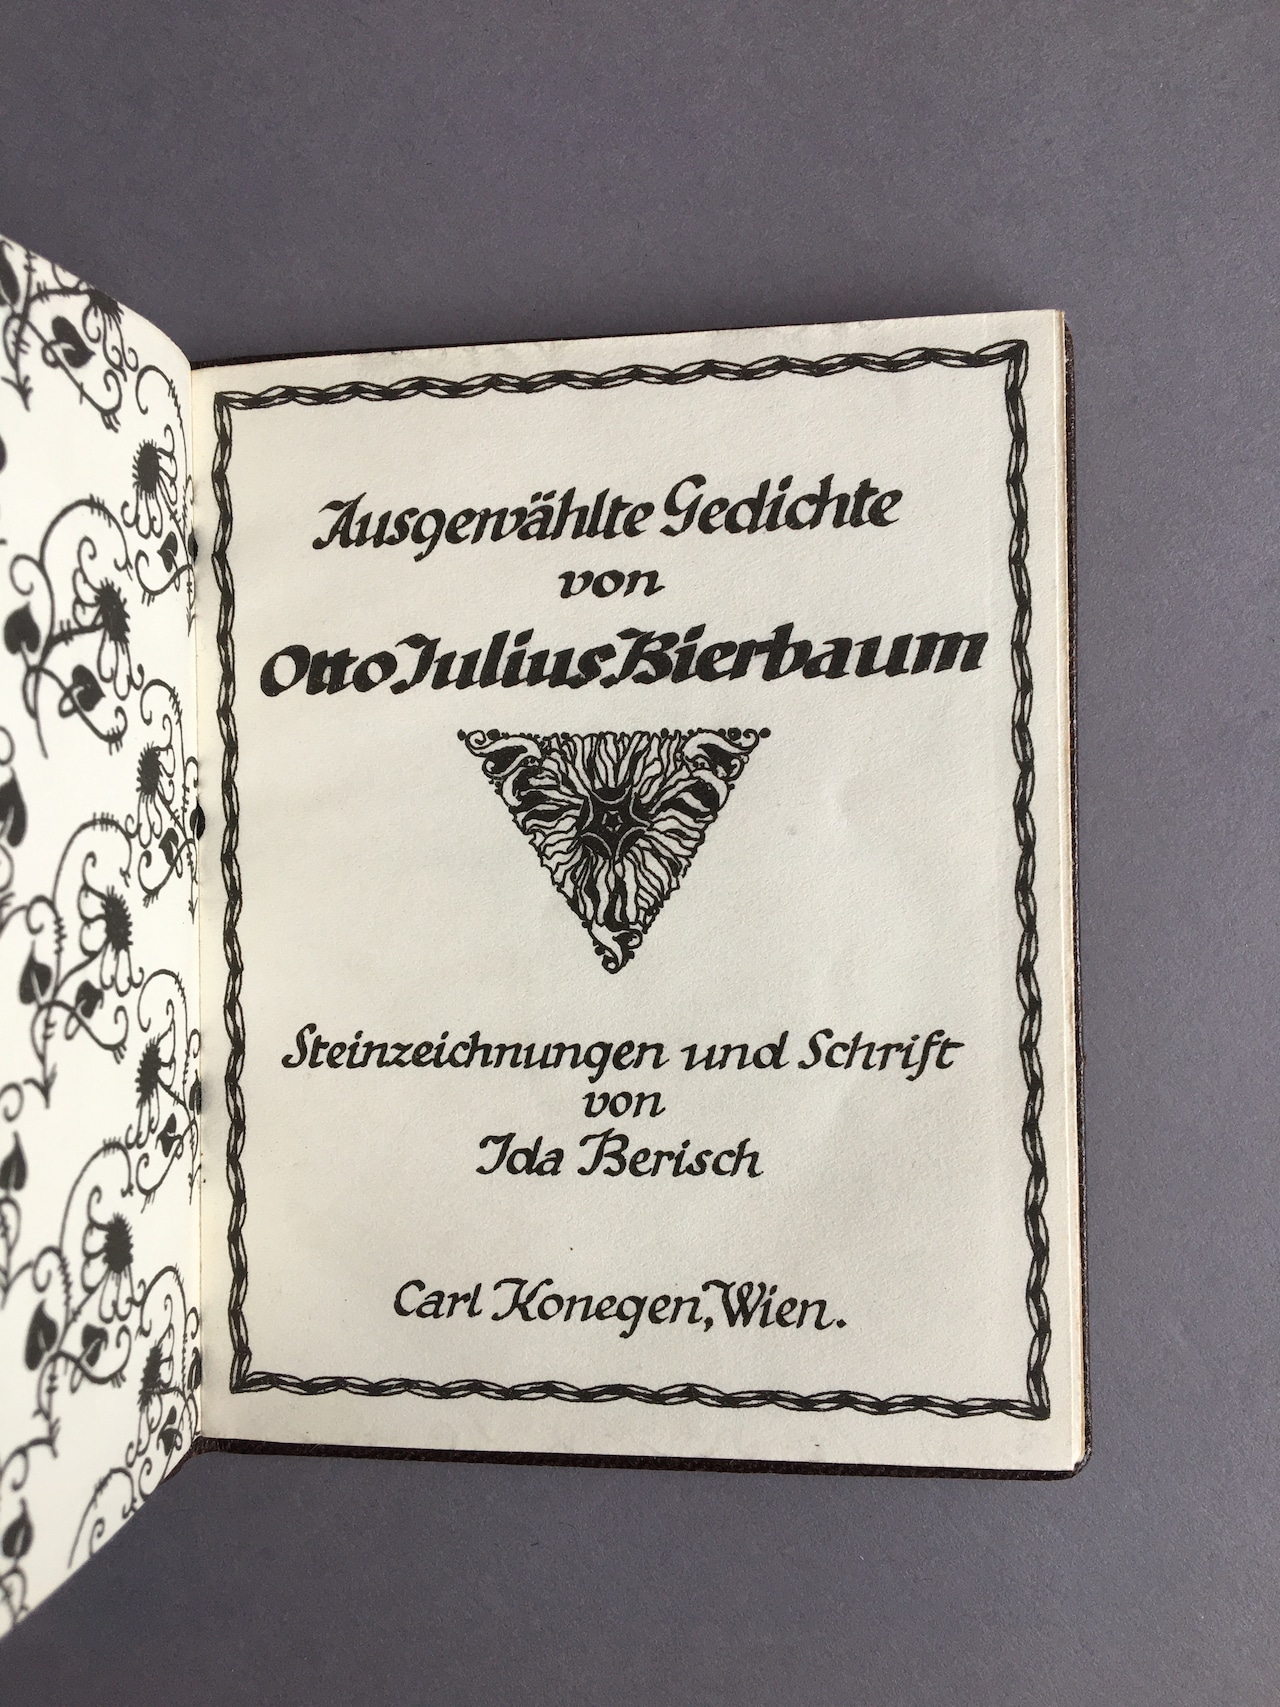 Ausgewählte Gedichte
von
Otto Julius Bierbaum
Steinzeichnungen und Schrift
von
Ida Berisch
Carl Konegen, Wien.